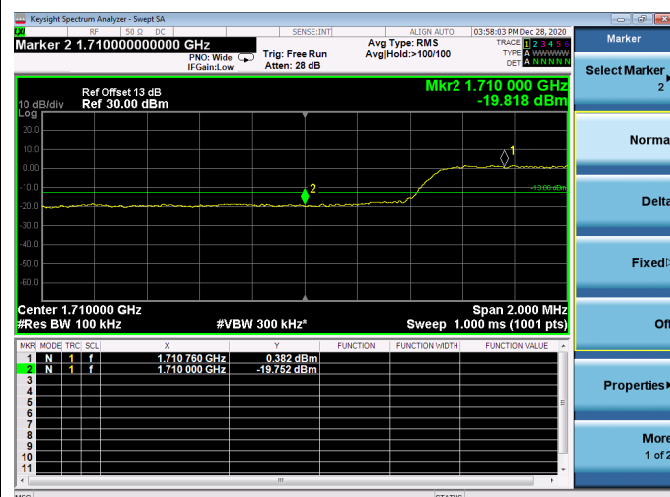 Keysight Spectrum Analyzer - Swept SA
LXI RF 50 Ω DC SENSE:INT ALIGN AUTO 03:58:03 PM Dec 28, 2020
Marker 2 1.710000000000 GHz
PNO: Wide
IFGain:Low
Trig: Free Run
Atten: 28 dB
Avg Type: RMS
Avg|Hold:>100/100
TRACE 1 2 3 4 5 6
TYPE A WWWWW
DET A N N N N N
Marker
Select Marker
2
Norma
Delta
Fixed
Off
Properties
More
1 of 2
Ref Offset 13 dB
10 dB/div Ref 30.00 dBm
Log
Mkr2 1.710 000 GHz
-19.818 dBm
20.0
10.0
0.00
-10.0
-20.0
-30.0
-40.0
-50.0
-60.0
1
2
-13.00 dBm
Center 1.710000 GHz Span 2.000 MHz
#Res BW 100 kHz #VBW 300 kHz* Sweep 1.000 ms (1001 pts)
MKR MODE TRC SCL X Y FUNCTION FUNCTION WIDTH FUNCTION VALUE
1 N 1 f 1.710 760 GHz 0.382 dBm
2 N 1 f 1.710 000 GHz -19.752 dBm
3
4
5
6
7
8
9
10
11
MSG STATUS